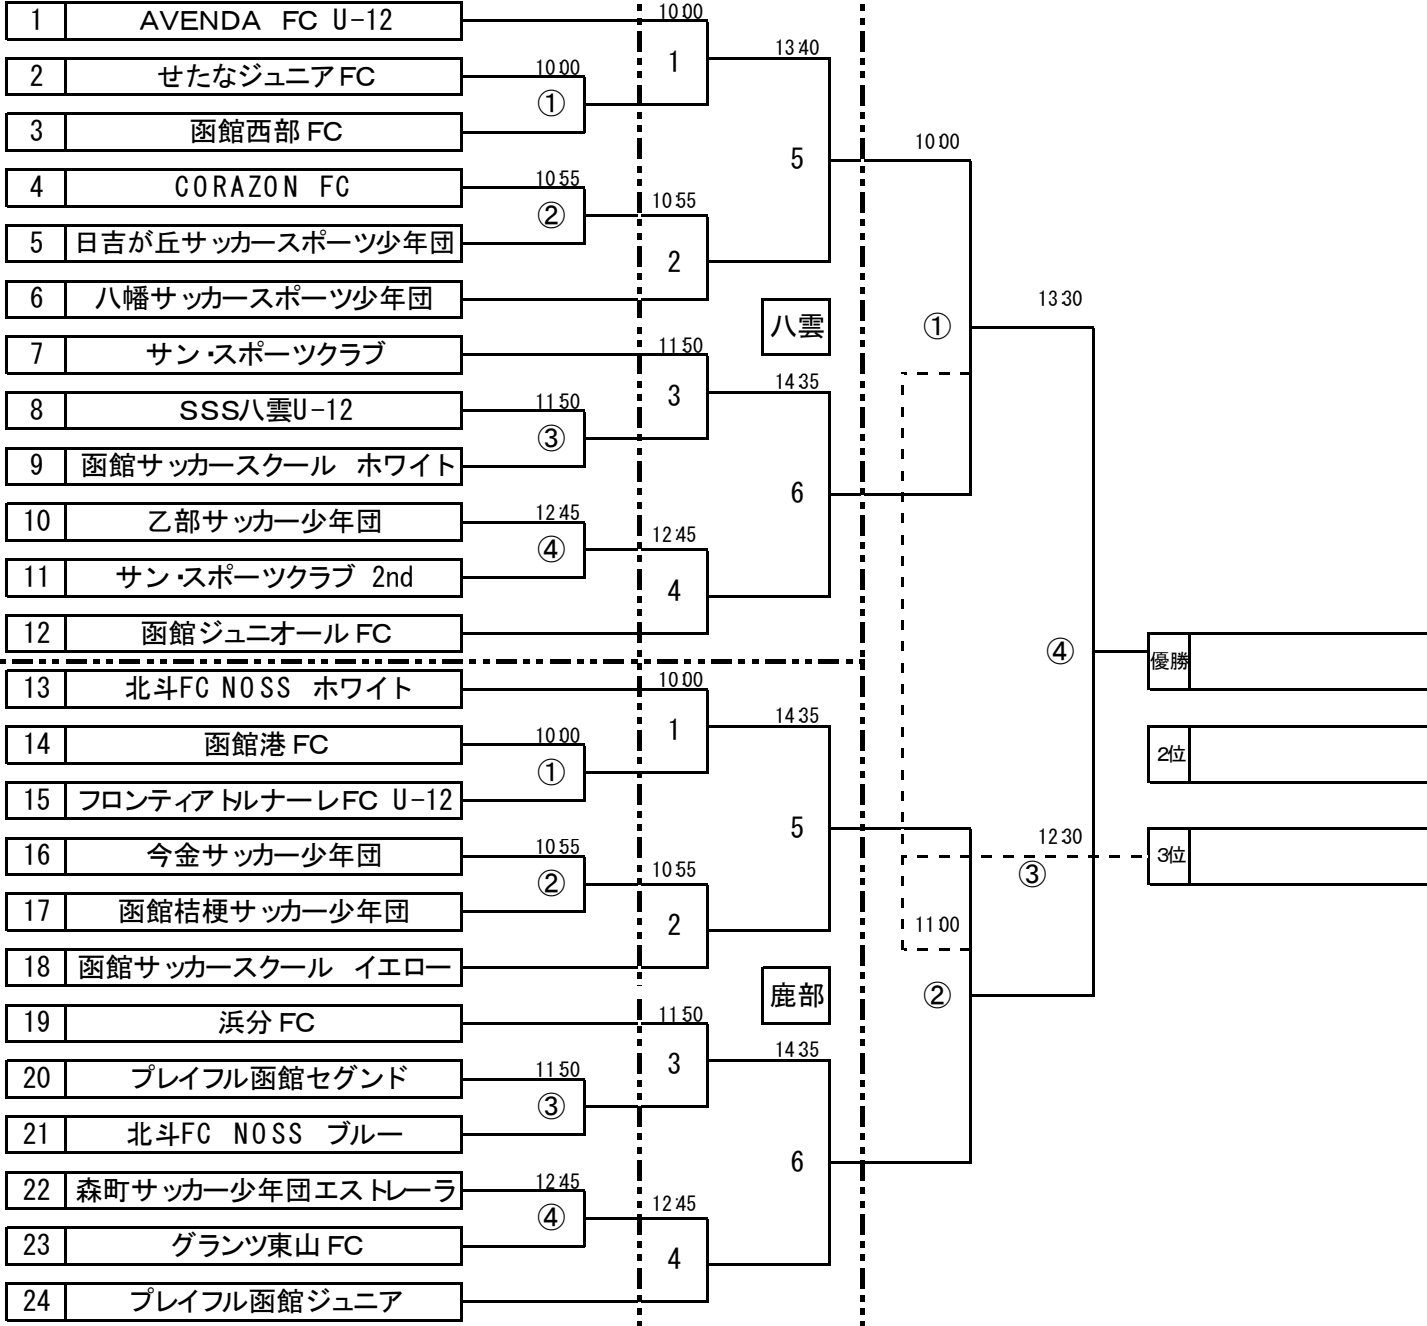 1 AVENDA FC U-12
10:00
1
13:40
2 せたなジュニアFC
10:00
①
3 函館西部FC
5
10:00
4 CORAZON FC
10:55
②
10:55
5 日吉が丘サッカースポーツ少年団
2
6 八幡サッカースポーツ少年団
八雲
①
13:30
7 サン・スポーツクラブ
11:50
3
14:35
8 SSS八雲U-12
11:50
③
9 函館サッカースクール ホワイト
6
10 乙部サッカー少年団
12:45
④
12:45
11 サン・スポーツクラブ 2nd
4
12 函館ジュニオールFC
④
優勝
13 北斗FC NOSS ホワイト
10:00
1
14:35
14 函館港FC
10:00
①
2位
15 フロンティアトルナーレFC U-12
5
16 今金サッカー少年団
10:55
②
10:55
12:30
③
3位
17 函館桔梗サッカー少年団
2
11:00
18 函館サッカースクール イエロー
鹿部
②
19 浜分FC
11:50
3
14:35
20 プレイフル函館セグンド
11:50
③
21 北斗FC NOSS ブルー
6
22 森町サッカー少年団エストレーラ
12:45
④
12:45
23 グランツ東山FC
4
24 プレイフル函館ジュニア